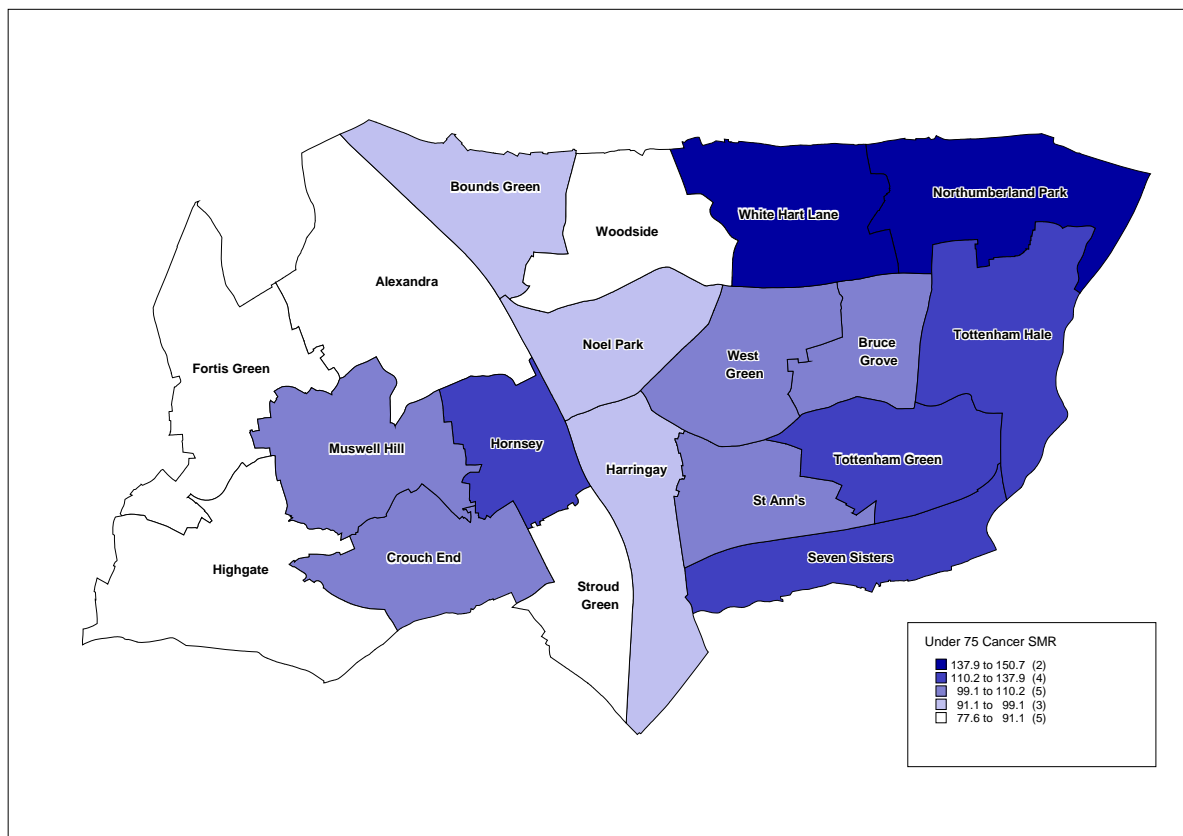 Bounds Green
Northumberland Park
White Hart Lane
Woodside
Alexandra
Tottenham Hale
Noel Park
Bruce
Grove
West
Green
Fortis Green
Hornsey
Muswell Hill
Tottenham Green
Harringay
St Ann's
Crouch End
Seven Sisters
Highgate
Stroud
Green
Under 75 Cancer SMR
137.9 to 150.7 (2)
110.2 to 137.9 (4)
99.1 to 110.2 (5)
91.1 to 99.1 (3)
77.6 to 91.1 (5)